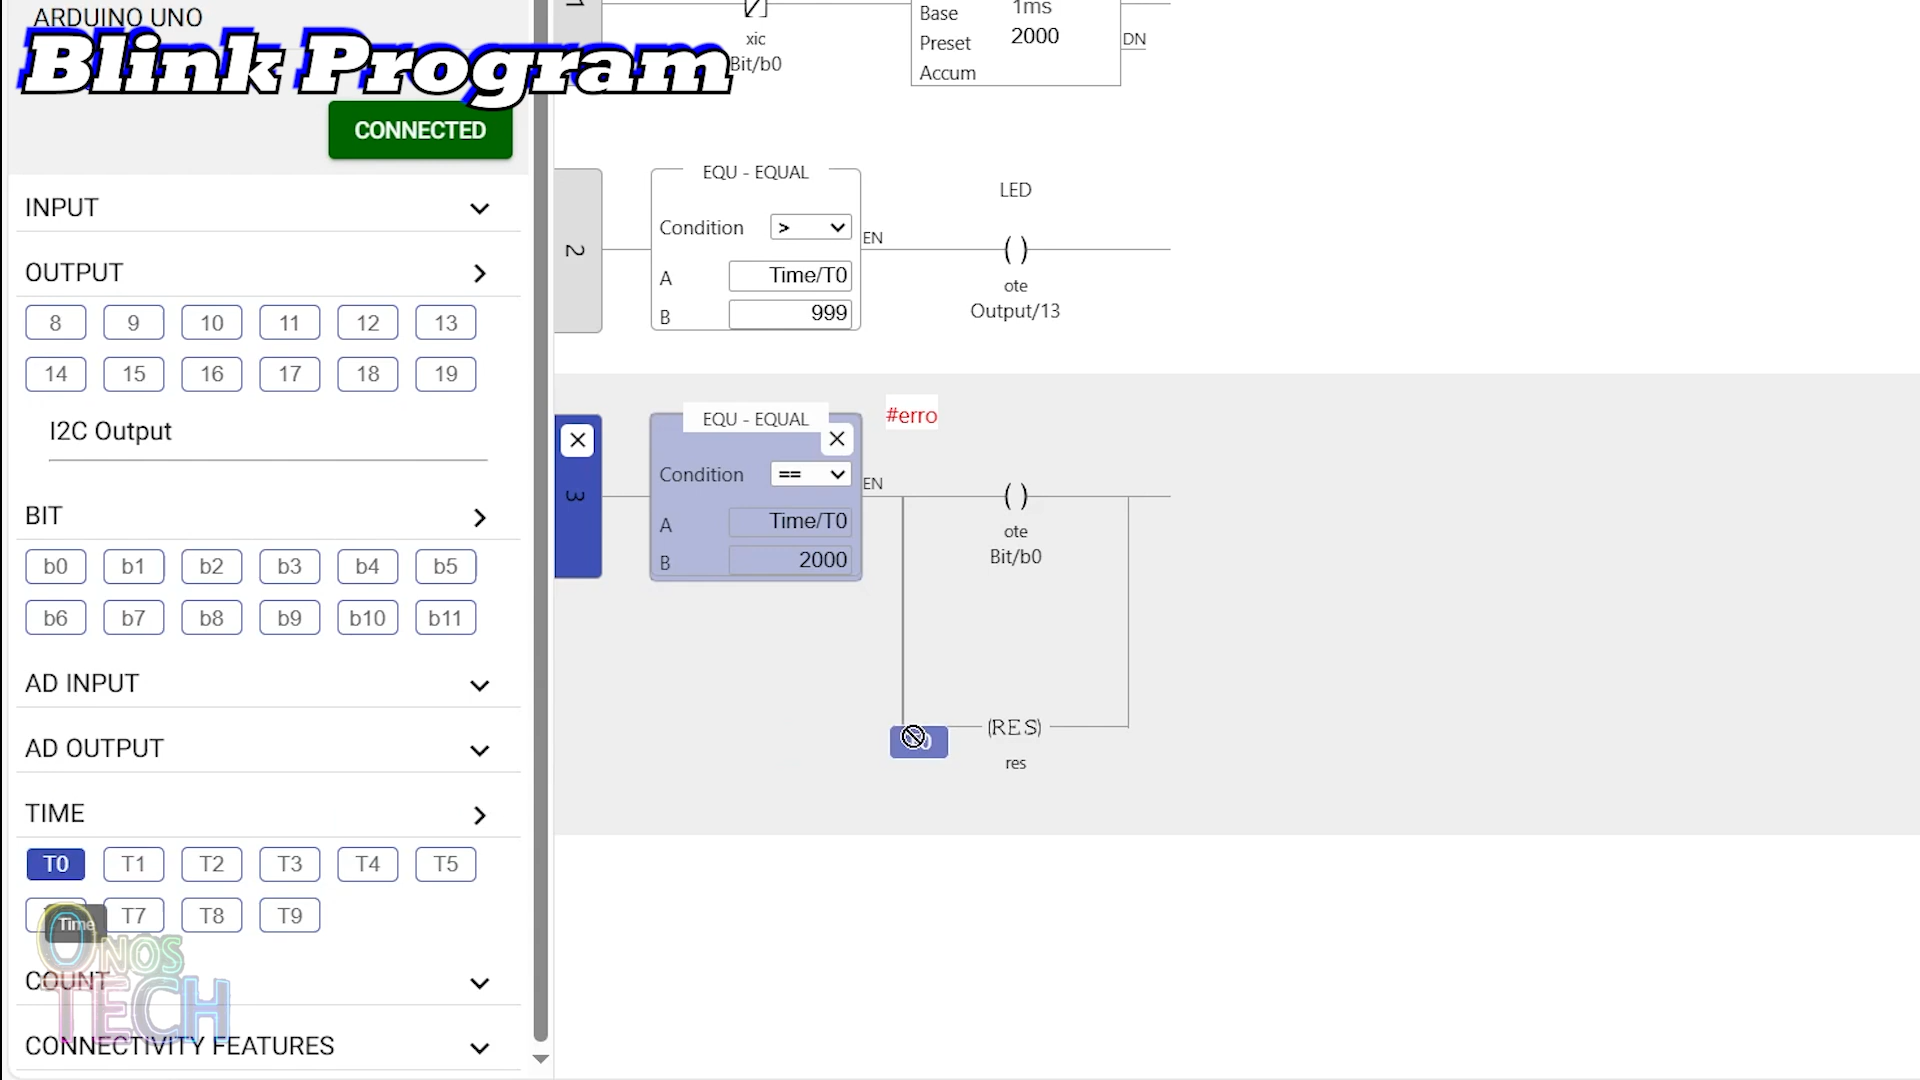 ARDUINO UNO
Blink Program
CONNECTED
INPUT
OUTPUT
8 9 10 11 12 13
14 15 16 17 18 19
I2C Output
BIT
b0 b1 b2 b3 b4 b5
b6 b7 b8 b9 b10 b11
AD INPUT
AD OUTPUT
TIME
T0 T1 T2 T3 T4 T5
T7 T8 T9
Time
ONOS
TECH
COUNT
CONNECTIVITY FEATURES
1
xic
Bit/b0
Base 1ms
Preset 2000
Accum
DN
2
EQU - EQUAL
Condition >
A Time/T0
B 999
EN
LED
( )
ote
Output/13
3
EQU - EQUAL
Condition ==
A Time/T0
B 2000
EN
#erro
( )
ote
Bit/b0
(RES)
res